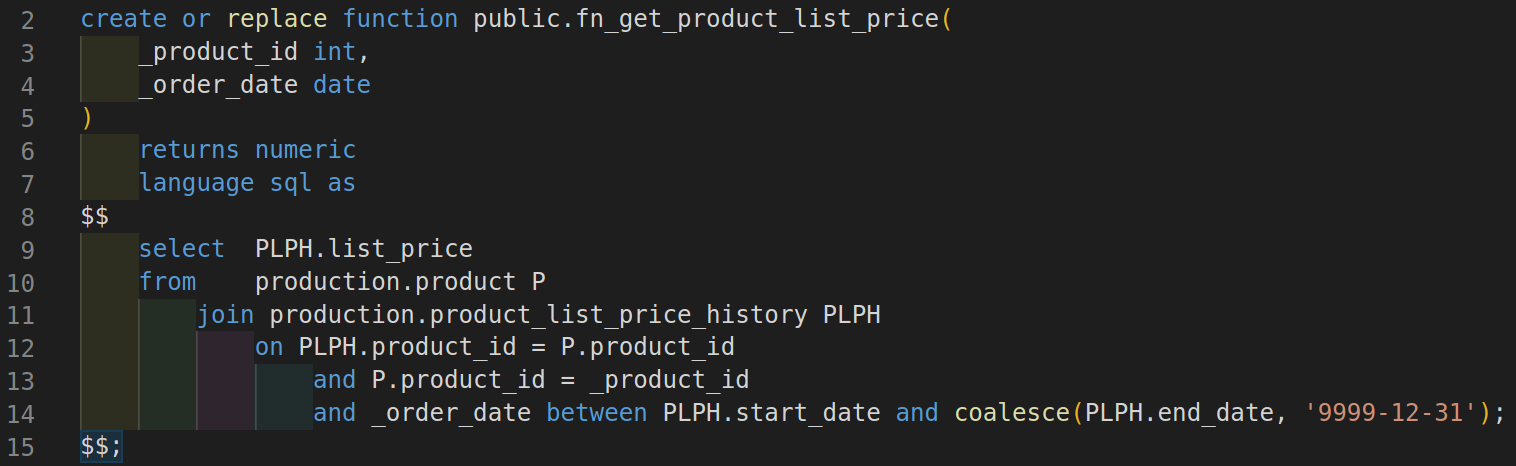 2 create or replace function public.fn_get_product_list_price(
3     _product_id int,
4     _order_date date
5 )
6     returns numeric
7     language sql as
8 $$
9     select  PLPH.list_price
10     from    production.product P
11         join production.product_list_price_history PLPH
12             on PLPH.product_id = P.product_id
13                 and P.product_id = _product_id
14                 and _order_date between PLPH.start_date and coalesce(PLPH.end_date, '9999-12-31');
15 $$;